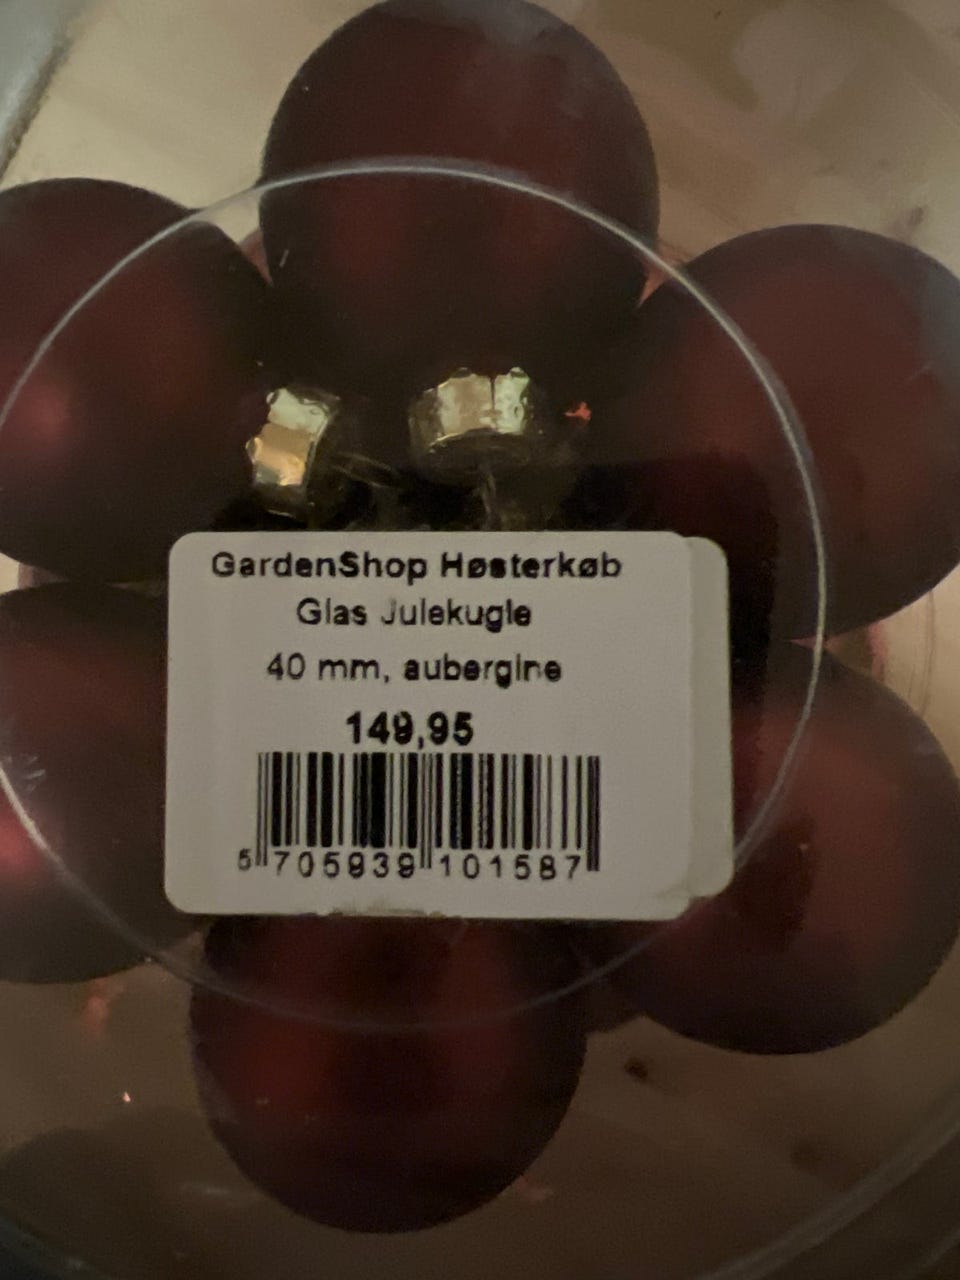 GardenShop Høsterkøb
Glas Julekugle
40 mm, aubergine
149,95
5 705939 101587